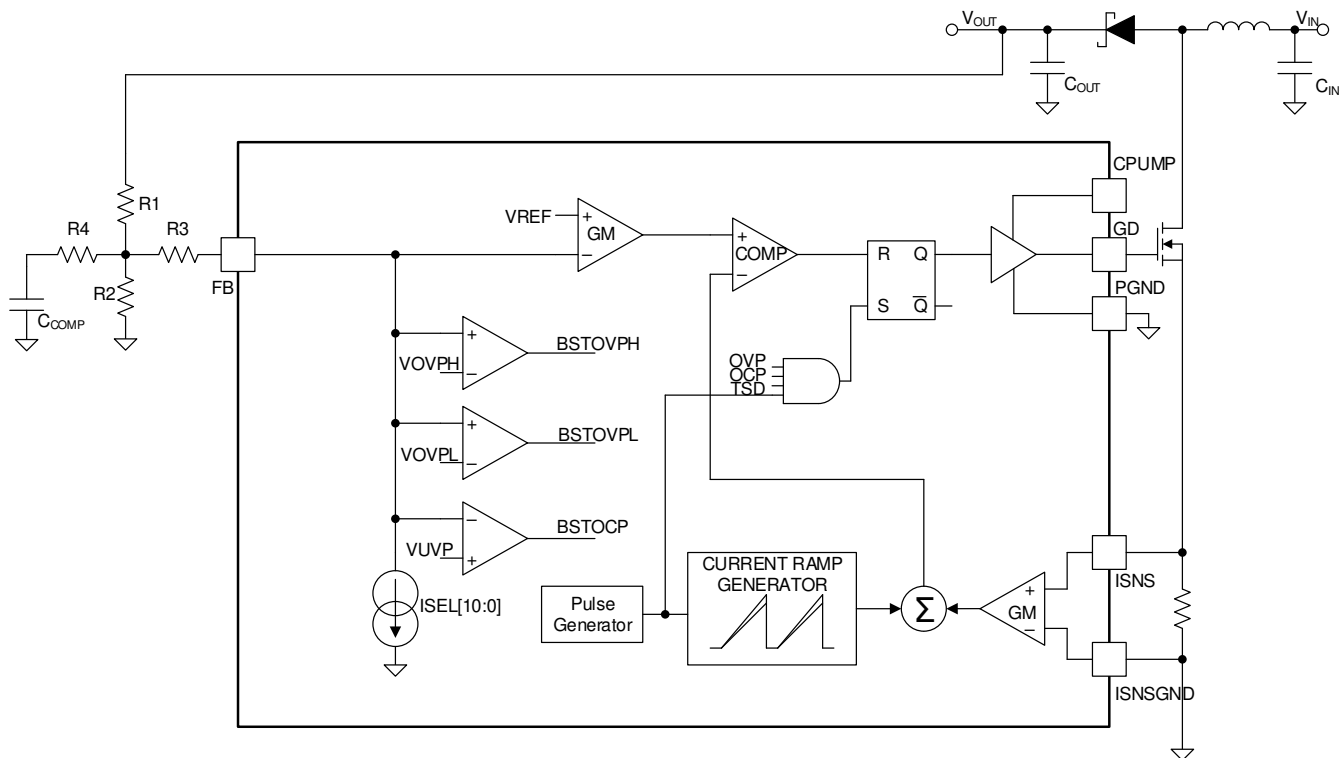 VOUT
VIN
COUT
CIN
CPUMP
R1
R4
R3
VREF
+
GM
−
+
COMP
−
R
Q
GD
FB
S
Q̅
PGND
R2
CCOMP
+
VOVPH
−
BSTOVPH
OVP
OCP
TSD
+
VOVPL
−
BSTOVPL
−
VUVP
+
BSTOCP
CURRENT RAMP
GENERATOR
ISNS
ISEL[10:0]
Pulse
Generator
Σ
+
GM
−
ISNSGND